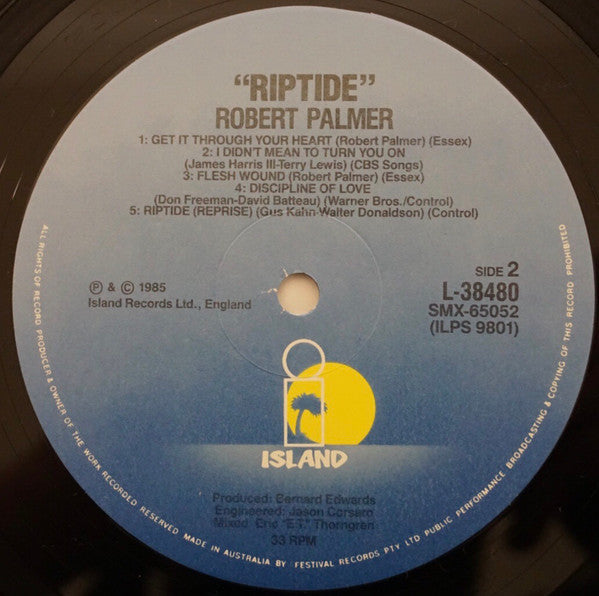 "RIPTIDE"
ROBERT PALMER
1: GET IT THROUGH YOUR HEART (Robert Palmer) (Essex)
2: I DIDN'T MEAN TO TURN YOU ON
(James Harris III-Terry Lewis) (CBS Songs)
3: FLESH WOUND (Robert Palmer) (Essex)
4: DISCIPLINE OF LOVE
(Don Freeman-David Batteau) (Warner Bros./Control)
5: RIPTIDE (REPRISE) (Gus Kahn-Walter Donaldson) (Control)
Ⓟ & © 1985
Island Records Ltd., England
SIDE 2
L-38480
SMX-65052
(ILPS 9801)
ISLAND
Produced: Bernard Edwards
Engineered: Jason Corsaro
Mixed: Eric "E.T." Thorngren
33 RPM
ALL RIGHTS OF RECORD PRODUCER & OWNER OF THE WORK RECORDED RESERVED MADE IN AUSTRALIA BY FESTIVAL RECORDS PTY LTD PUBLIC PERFORMANCE BROADCASTING & COPYING OF THIS RECORD PROHIBITED